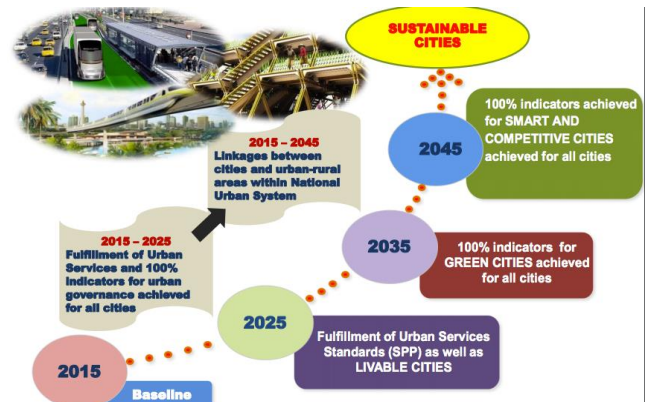 SUSTAINABLE
CITIES
2015 – 2045
Linkages between
cities and urban-rural
areas within National
Urban System
2045
100% indicators achieved
for SMART AND
COMPETITIVE CITIES
achieved for all cities
2015 – 2025
Fulfillment of Urban
Services and 100%
indicators for urban
governance achieved
for all cities
2035
100% indicators for
GREEN CITIES achieved
for all cities
2025
Fulfillment of Urban Services
Standards (SPP) as well as
LIVABLE CITIES
2015
Baseline